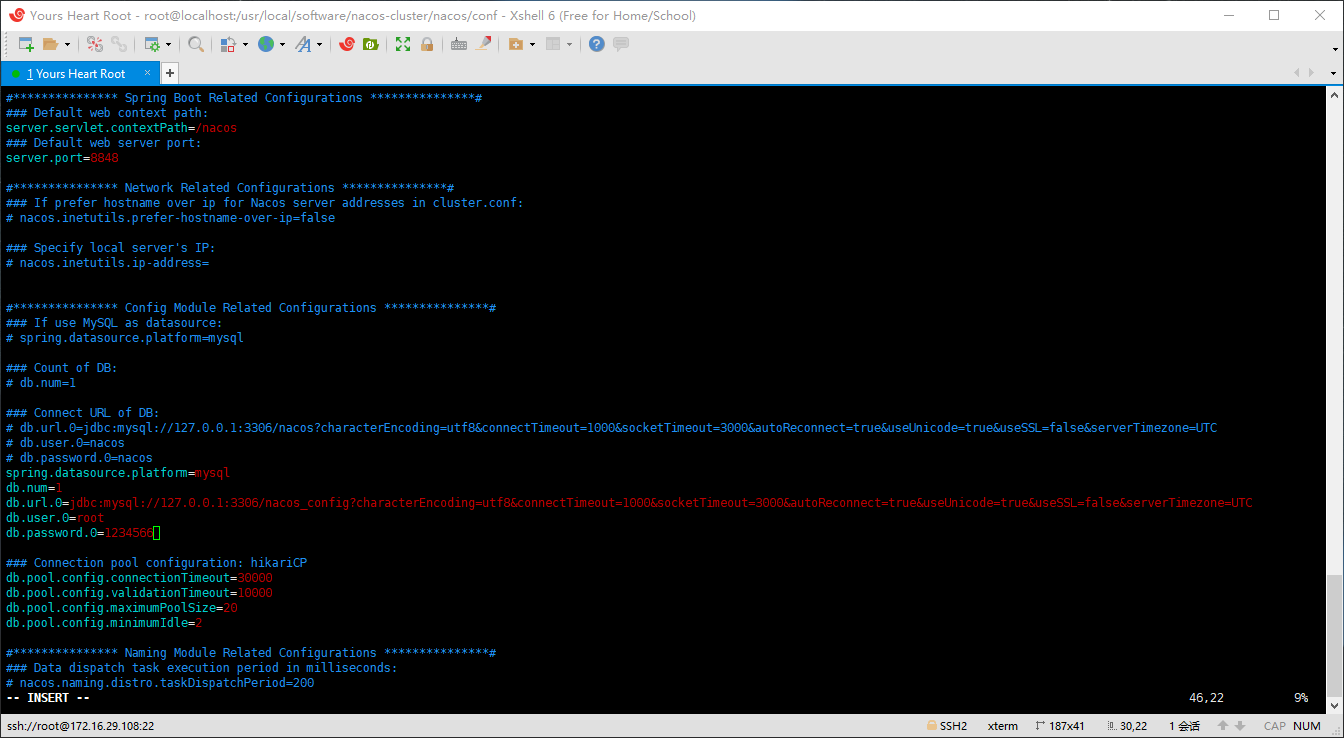 Yours Heart Root - root@localhost:/usr/local/software/nacos-cluster/nacos/conf - Xshell 6 (Free for Home/School)
1 Yours Heart Root
#*************** Spring Boot Related Configurations ***************#
### Default web context path:
server.servlet.contextPath=/nacos
### Default web server port:
server.port=8848
#*************** Network Related Configurations ***************#
### If prefer hostname over ip for Nacos server addresses in cluster.conf:
# nacos.inetutils.prefer-hostname-over-ip=false
### Specify local server's IP:
# nacos.inetutils.ip-address=
#*************** Config Module Related Configurations ***************#
### If use MySQL as datasource:
# spring.datasource.platform=mysql
### Count of DB:
# db.num=1
### Connect URL of DB:
# db.url.0=jdbc:mysql://127.0.0.1:3306/nacos?characterEncoding=utf8&connectTimeout=1000&socketTimeout=3000&autoReconnect=true&useUnicode=true&useSSL=false&serverTimezone=UTC
# db.user.0=nacos
# db.password.0=nacos
spring.datasource.platform=mysql
db.num=1
db.url.0=jdbc:mysql://127.0.0.1:3306/nacos_config?characterEncoding=utf8&connectTimeout=1000&socketTimeout=3000&autoReconnect=true&useUnicode=true&useSSL=false&serverTimezone=UTC
db.user.0=root
db.password.0=1234566
### Connection pool configuration: hikariCP
db.pool.config.connectionTimeout=30000
db.pool.config.validationTimeout=10000
db.pool.config.maximumPoolSize=20
db.pool.config.minimumIdle=2
#*************** Naming Module Related Configurations ***************#
### Data dispatch task execution period in milliseconds:
# nacos.naming.distro.taskDispatchPeriod=200
-- INSERT -- 46,22 9%
ssh://root@172.16.29.108:22 SSH2 xterm 187x41 30,22 1 会话 CAP NUM